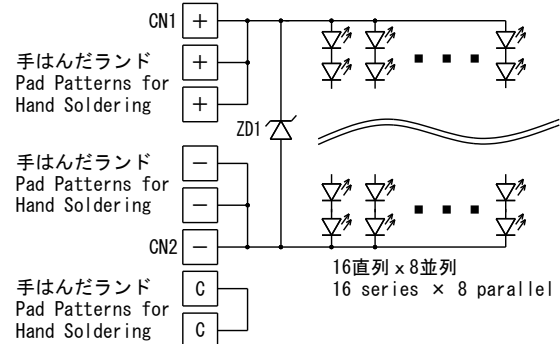 CN1
+
手はんだランド
Pad Patterns for
Hand Soldering
+
+
ZD1
手はんだランド
Pad Patterns for
Hand Soldering
−
−
CN2
−
16直列x8並列
16 series × 8 parallel
手はんだランド
Pad Patterns for
Hand Soldering
C
C